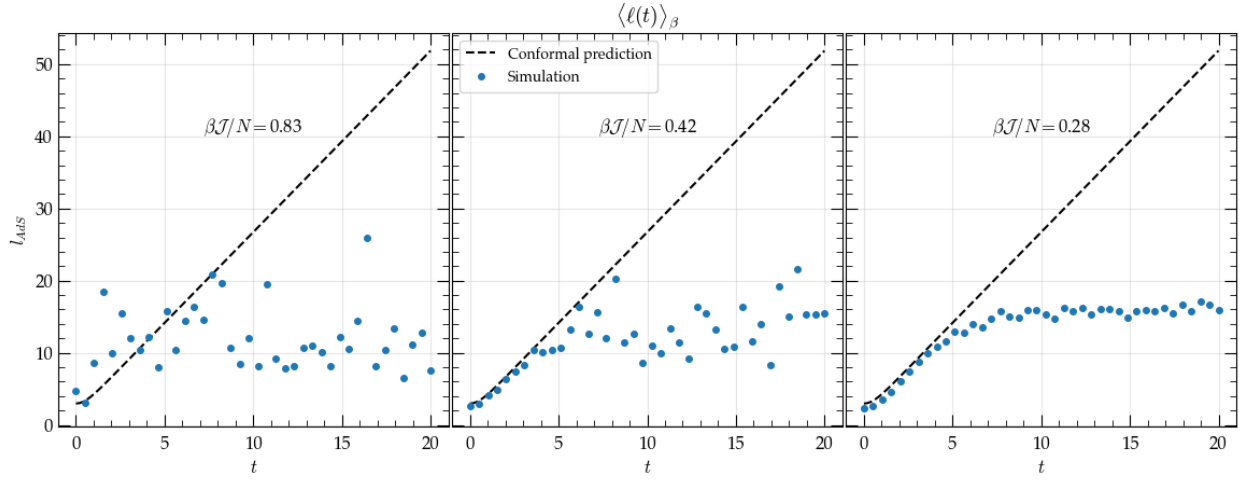 ⟨ℓ(t)⟩β
Conformal prediction
Simulation
β𝒥/N = 0.83
β𝒥/N = 0.42
β𝒥/N = 0.28
l_AdS
50
40
30
20
10
0
0 5 10 15 20
0 5 10 15 20
0 5 10 15 20
t
t
t